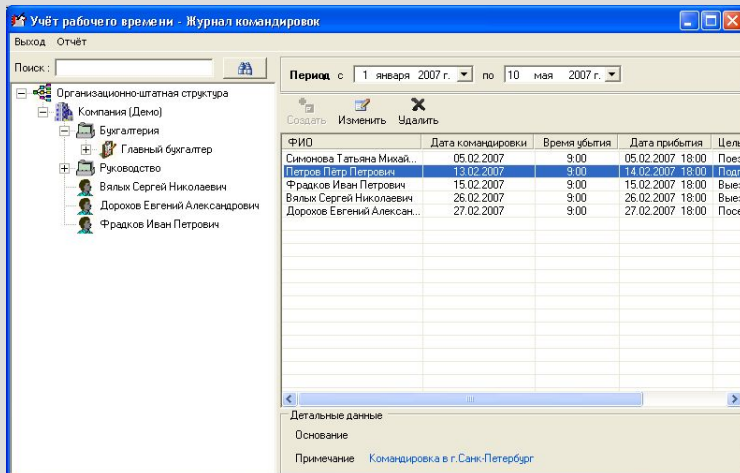 Учёт рабочего времени - Журнал командировок
Выход Отчёт
Поиск :
Период с 1 января 2007 г. по 10 мая 2007 г.
Организационно-штатная структура
Компания (Демо)
Бухгалтерия
Главный бухгалтер
Руководство
Вялых Сергей Николаевич
Дорохов Евгений Александрович
Фрадков Иван Петрович
Создать Изменить Удалить
ФИО Дата командировки Время убытия Дата прибытия Цель
Симонова Татьяна Михай... 05.02.2007 9:00 05.02.2007 18:00 Поез
Петров Пётр Петрович 13.02.2007 9:00 14.02.2007 18:00 Подг
Фрадков Иван Петрович 15.02.2007 9:00 15.02.2007 18:00 Выез
Вялых Сергей Николаевич 26.02.2007 9:00 26.02.2007 18:00 Выез
Дорохов Евгений Алексан... 27.02.2007 9:00 27.02.2007 18:00 Посе
Детальные данные
Основание
Примечание Командировка в г.Санк-Петербург